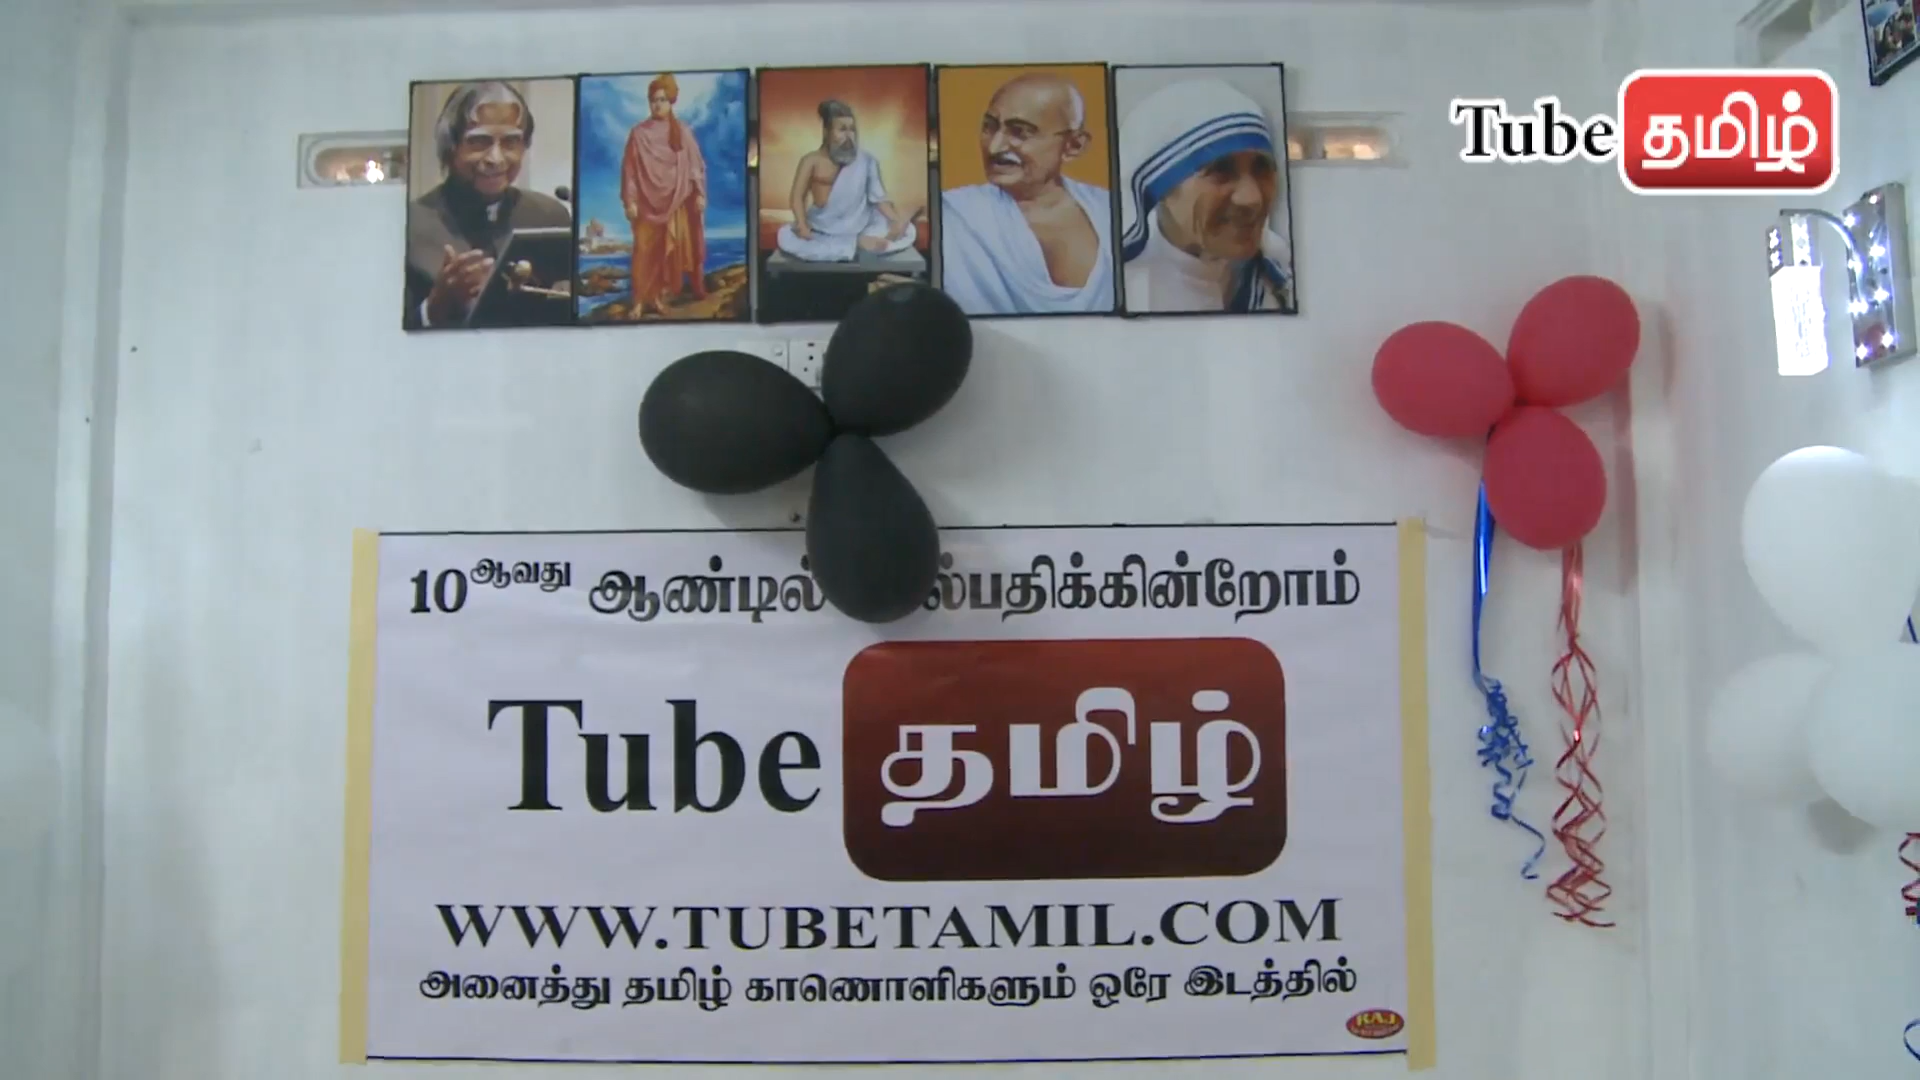 Tube தமிழ்
10ஆவது ஆண்டில்
Tube தமிழ்
WWW.TUBETAMIL.COM
அனைத்து தமிழ் காணொளிகளும் ஒரே இடத்தில்
RAJ